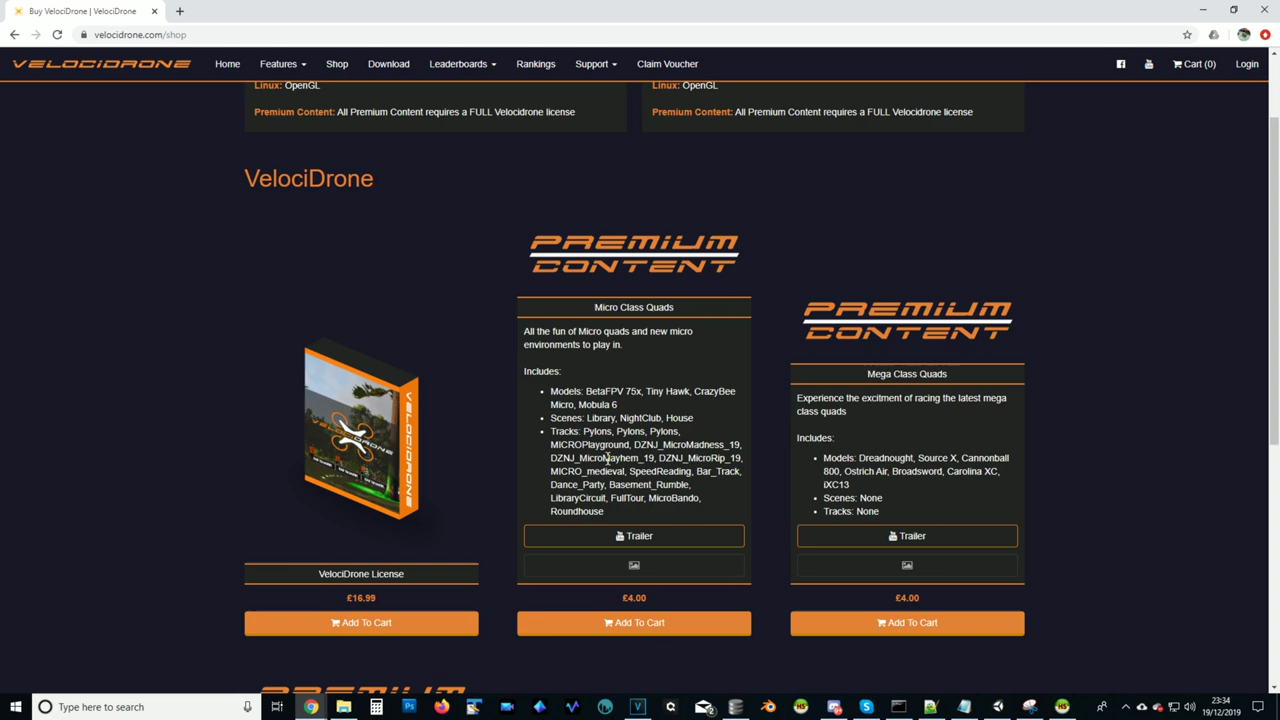 Buy VelociDrone | VelociDrone
velocidrone.com/shop
VELOCIDRONE Home Features Shop Download Leaderboards Rankings Support Claim Voucher Cart (0) Login
Linux: OpenGL
Premium Content: All Premium Content requires a FULL Velocidrone license
Linux: OpenGL
Premium Content: All Premium Content requires a FULL Velocidrone license
VelociDrone
VELOCIDRONE
VELOCIDRONE
VelociDrone License
£16.99
Add To Cart
PREMIUM
CONTENT
Micro Class Quads
All the fun of Micro quads and new micro
environments to play in.
Includes:
Models: BetaFPV 75x, Tiny Hawk, CrazyBee
Micro, Mobula 6
Scenes: Library, NightClub, House
Tracks: Pylons, Pylons, Pylons,
MICROPlayground, DZNJ_MicroMadness_19,
DZNJ_MicroMayhem_19, DZNJ_MicroRip_19,
MICRO_medieval, SpeedReading, Bar_Track,
Dance_Party, Basement_Rumble,
LibraryCircuit, FullTour, MicroBando,
Roundhouse
Trailer
£4.00
Add To Cart
PREMIUM
CONTENT
Mega Class Quads
Experience the excitment of racing the latest mega
class quads
Includes:
Models: Dreadnought, Source X, Cannonball
800, Ostrich Air, Broadsword, Carolina XC,
iXC13
Scenes: None
Tracks: None
Trailer
£4.00
Add To Cart
Type here to search
23:34
19/12/2019